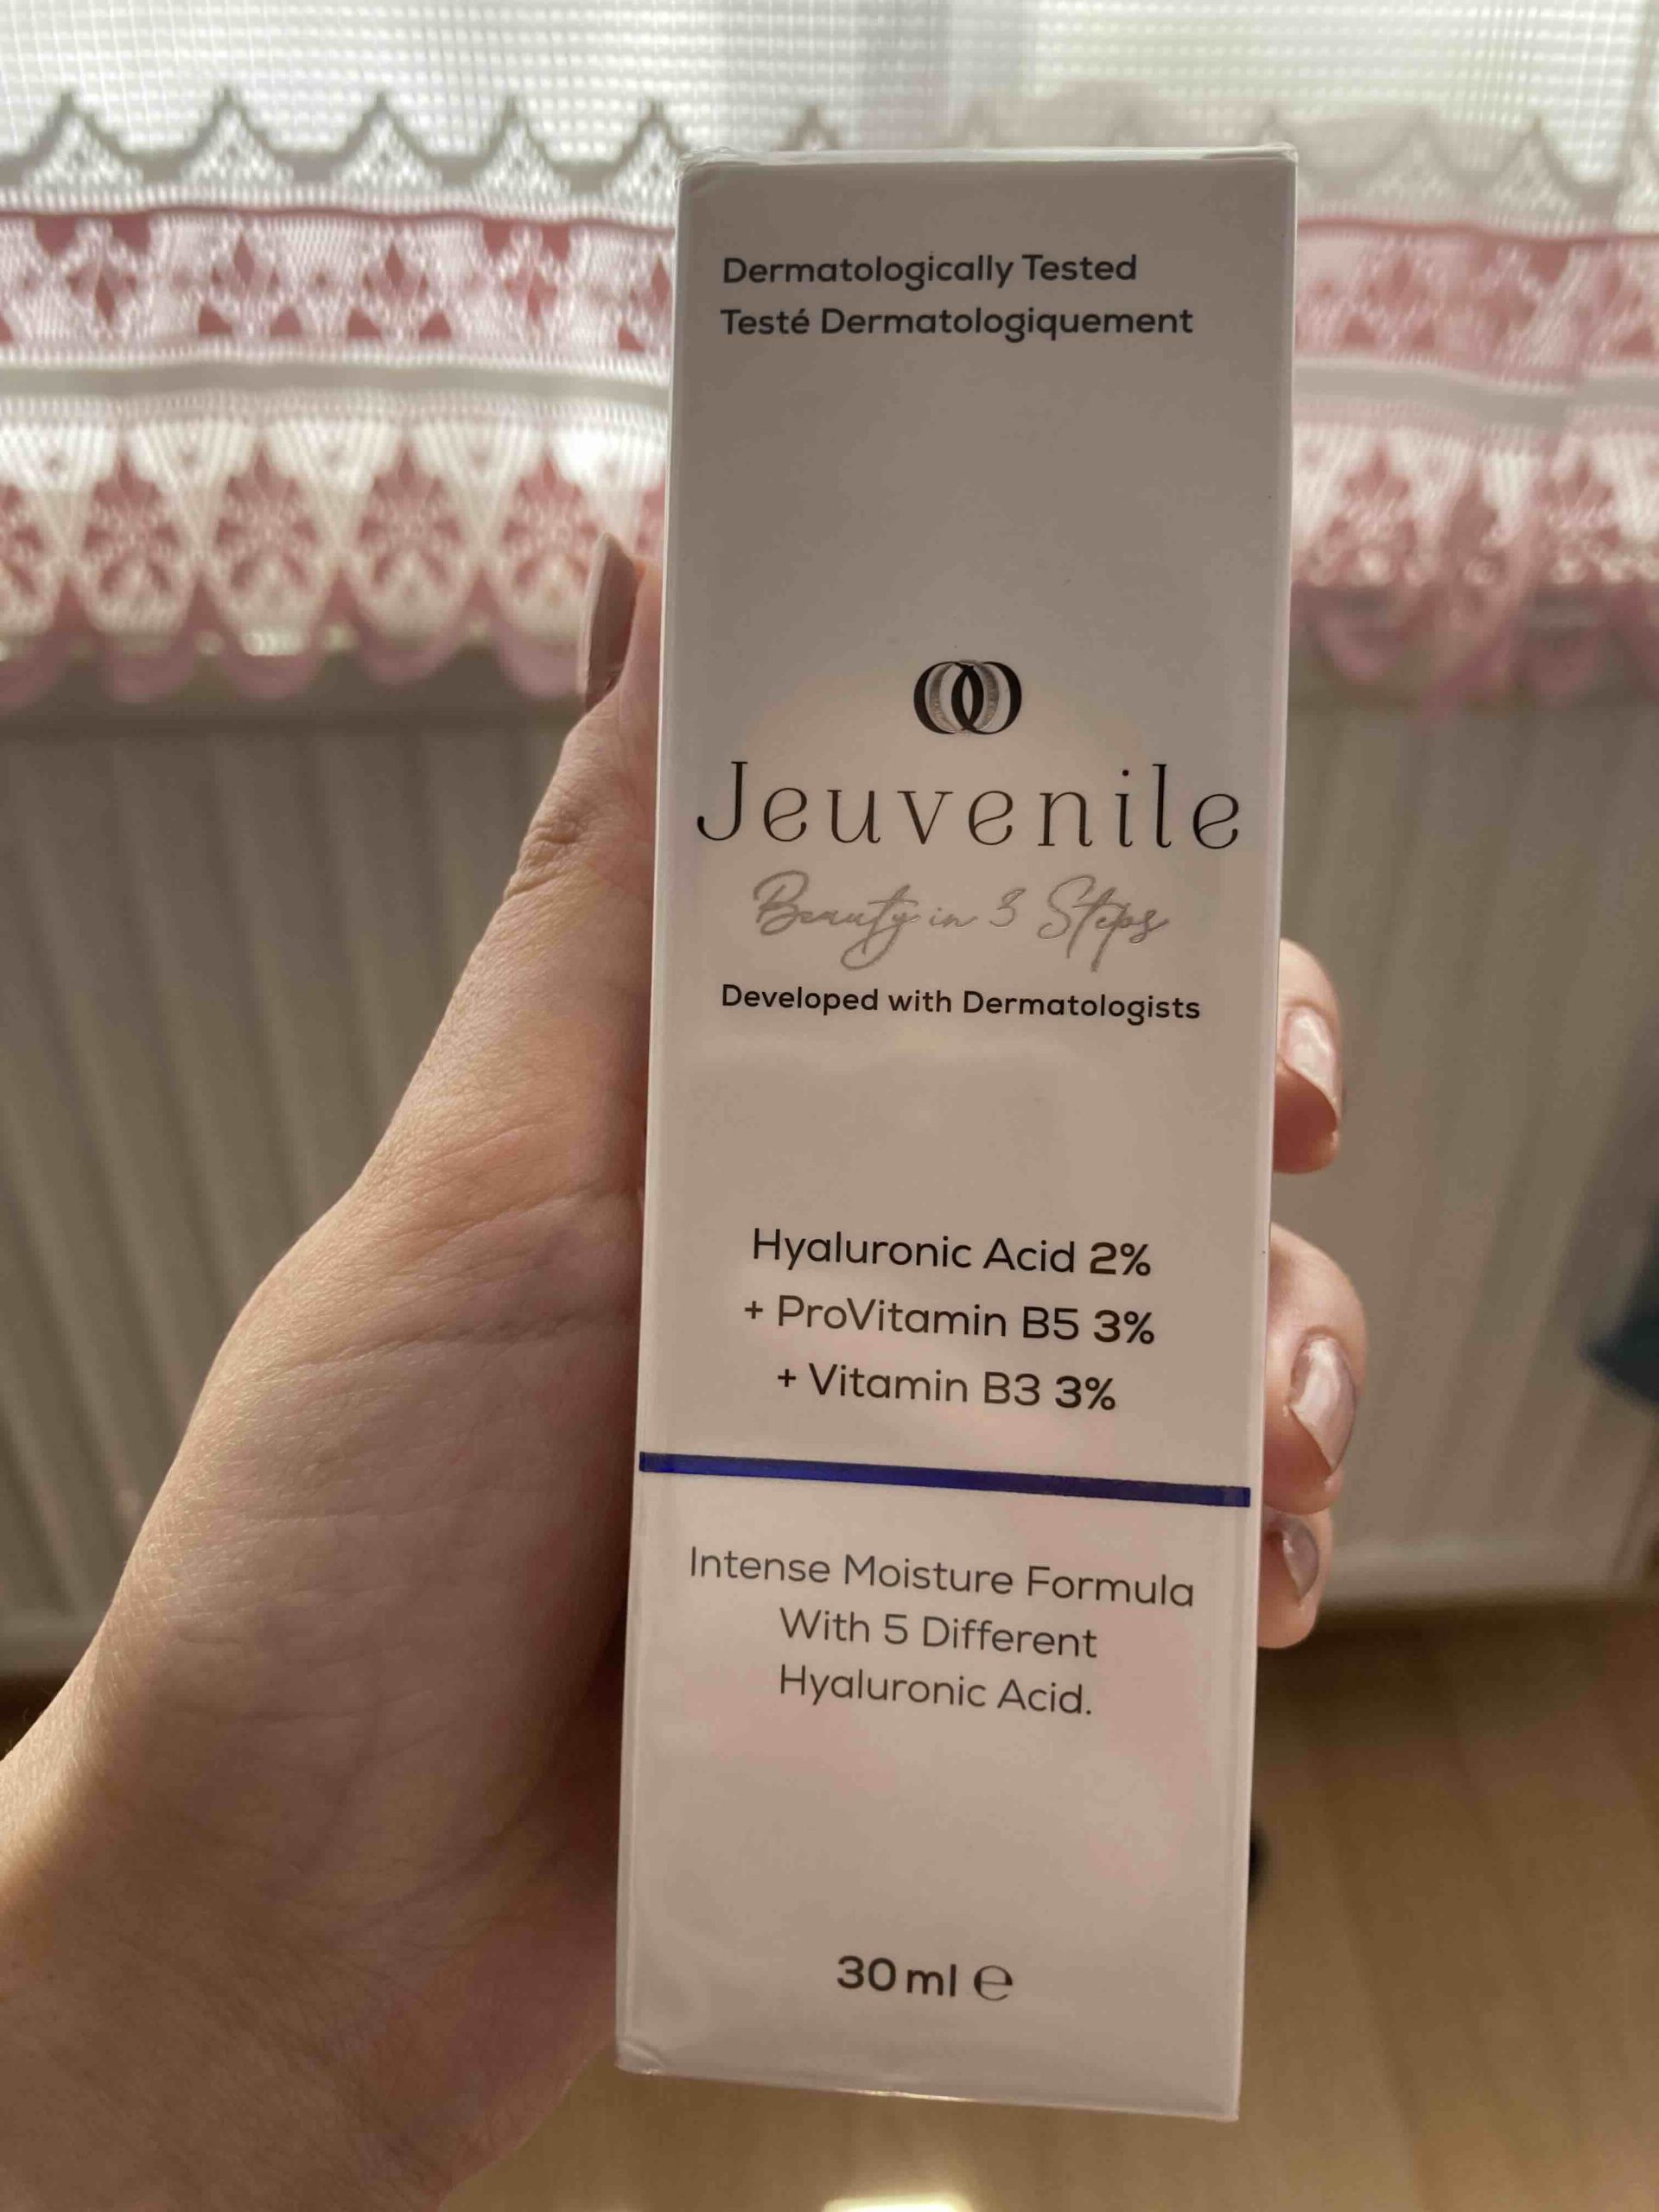 Dermatologically Tested
Testé Dermatologiquement
Jeuvenile
Beauty in 3 Steps
Developed with Dermatologists
Hyaluronic Acid 2%
+ ProVitamin B5 3%
+ Vitamin B3 3%
Intense Moisture Formula
With 5 Different
Hyaluronic Acid.
30 ml ℮